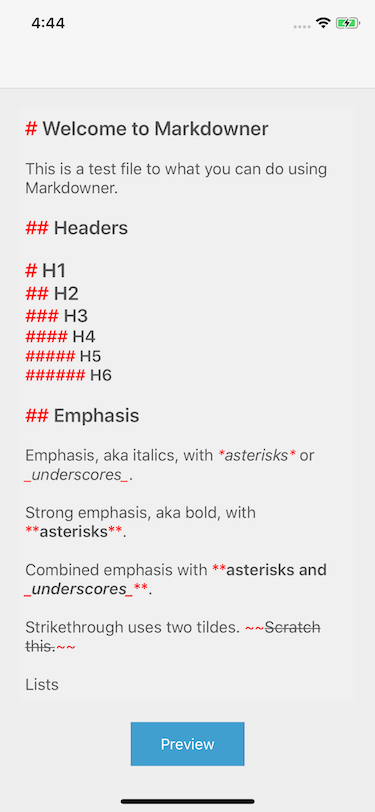 4:44
# Welcome to Markdowner
This is a test file to what you can do using
Markdowner.
## Headers
# H1
## H2
### H3
#### H4
##### H5
###### H6
## Emphasis
Emphasis, aka italics, with *asterisks* or
_underscores_.
Strong emphasis, aka bold, with
**asterisks**.
Combined emphasis with **asterisks and
_underscores_**.
Strikethrough uses two tildes. ~~Scratch
this.~~
Lists
Preview